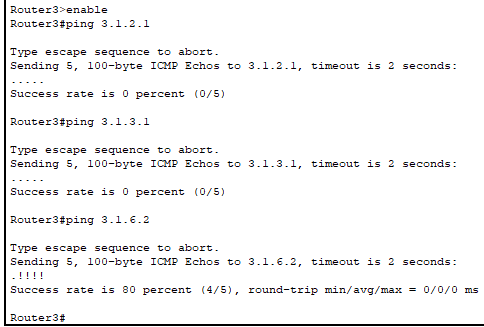 Router3>enable
Router3#ping 3.1.2.1
Type escape sequence to abort.
Sending 5, 100-byte ICMP Echos to 3.1.2.1, timeout is 2 seconds:
.....
Success rate is 0 percent (0/5)
Router3#ping 3.1.3.1
Type escape sequence to abort.
Sending 5, 100-byte ICMP Echos to 3.1.3.1, timeout is 2 seconds:
.....
Success rate is 0 percent (0/5)
Router3#ping 3.1.6.2
Type escape sequence to abort.
Sending 5, 100-byte ICMP Echos to 3.1.6.2, timeout is 2 seconds:
.!!!!
Success rate is 80 percent (4/5), round-trip min/avg/max = 0/0/0 ms
Router3#